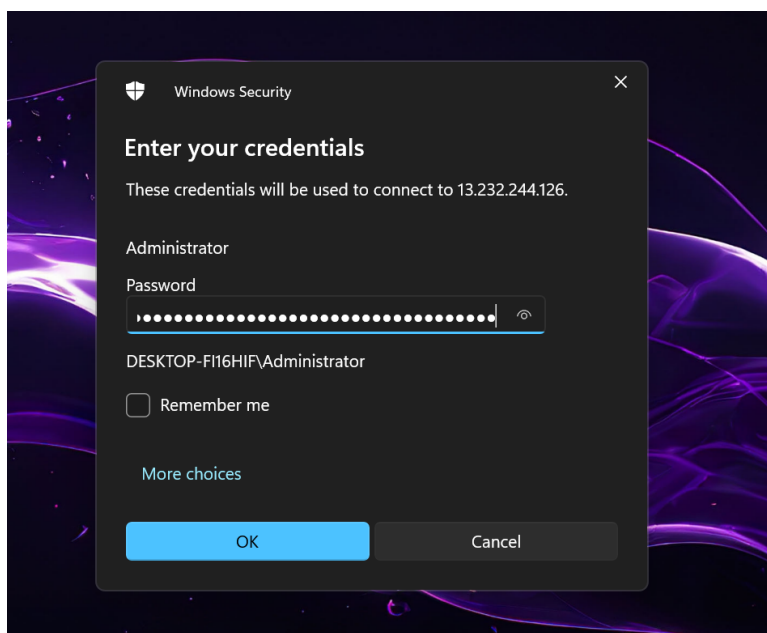 Windows Security
Enter your credentials
These credentials will be used to connect to 13.232.244.126.
Administrator
Password
DESKTOP-FI16HIF\Administrator
Remember me
More choices
OK
Cancel